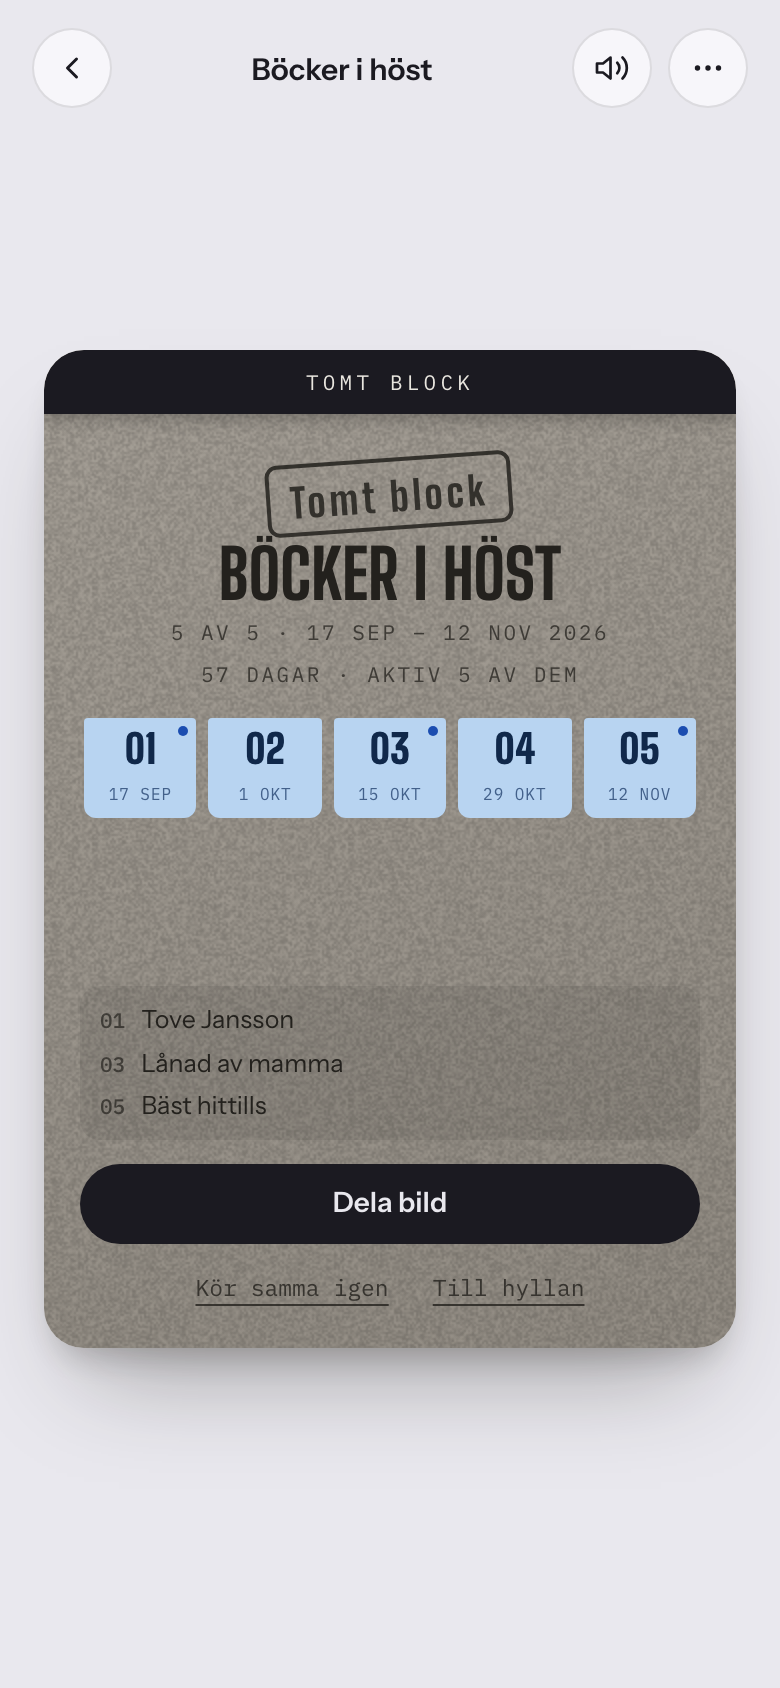 Böcker i höst
TOMT BLOCK
Tomt block
BÖCKER I HÖST
5 AV 5 · 17 SEP – 12 NOV 2026
57 DAGAR · AKTIV 5 AV DEM
01 02 03 04 05
17 SEP 1 OKT 15 OKT 29 OKT 12 NOV
01 Tove Jansson
03 Lånad av mamma
05 Bäst hittills
Dela bild
Kör samma igen Till hyllan